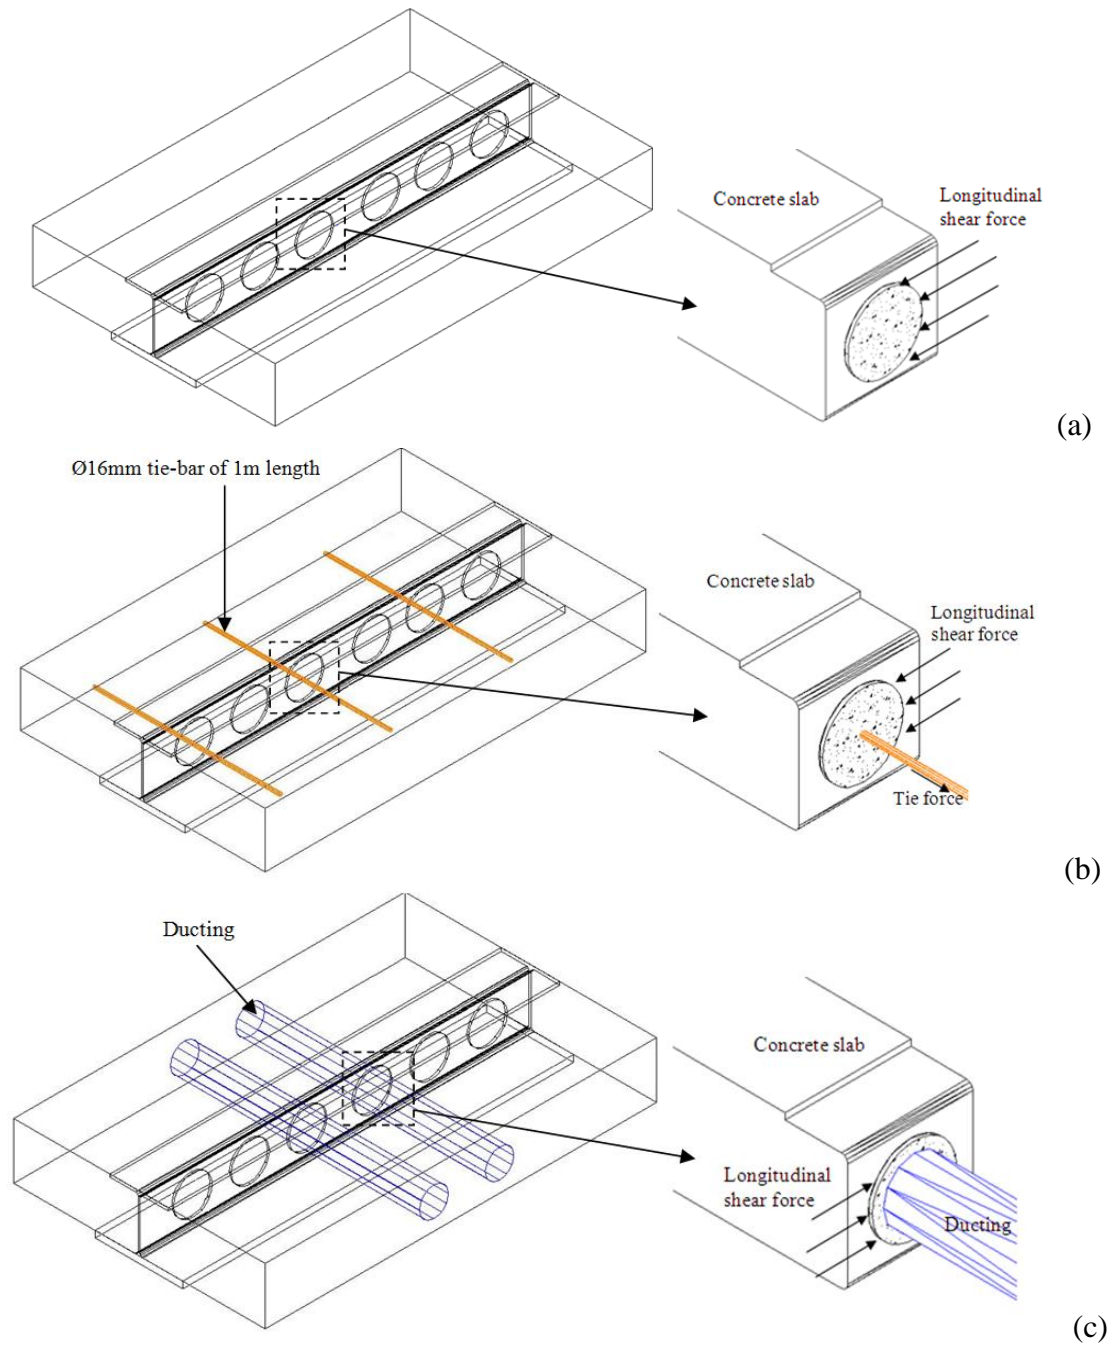 Concrete slab
Longitudinal
shear force
(a)
Ø16mm tie-bar of 1m length
Concrete slab
Longitudinal
shear force
Tie force
(b)
Ducting
Concrete slab
Longitudinal
shear force
Ducting
(c)